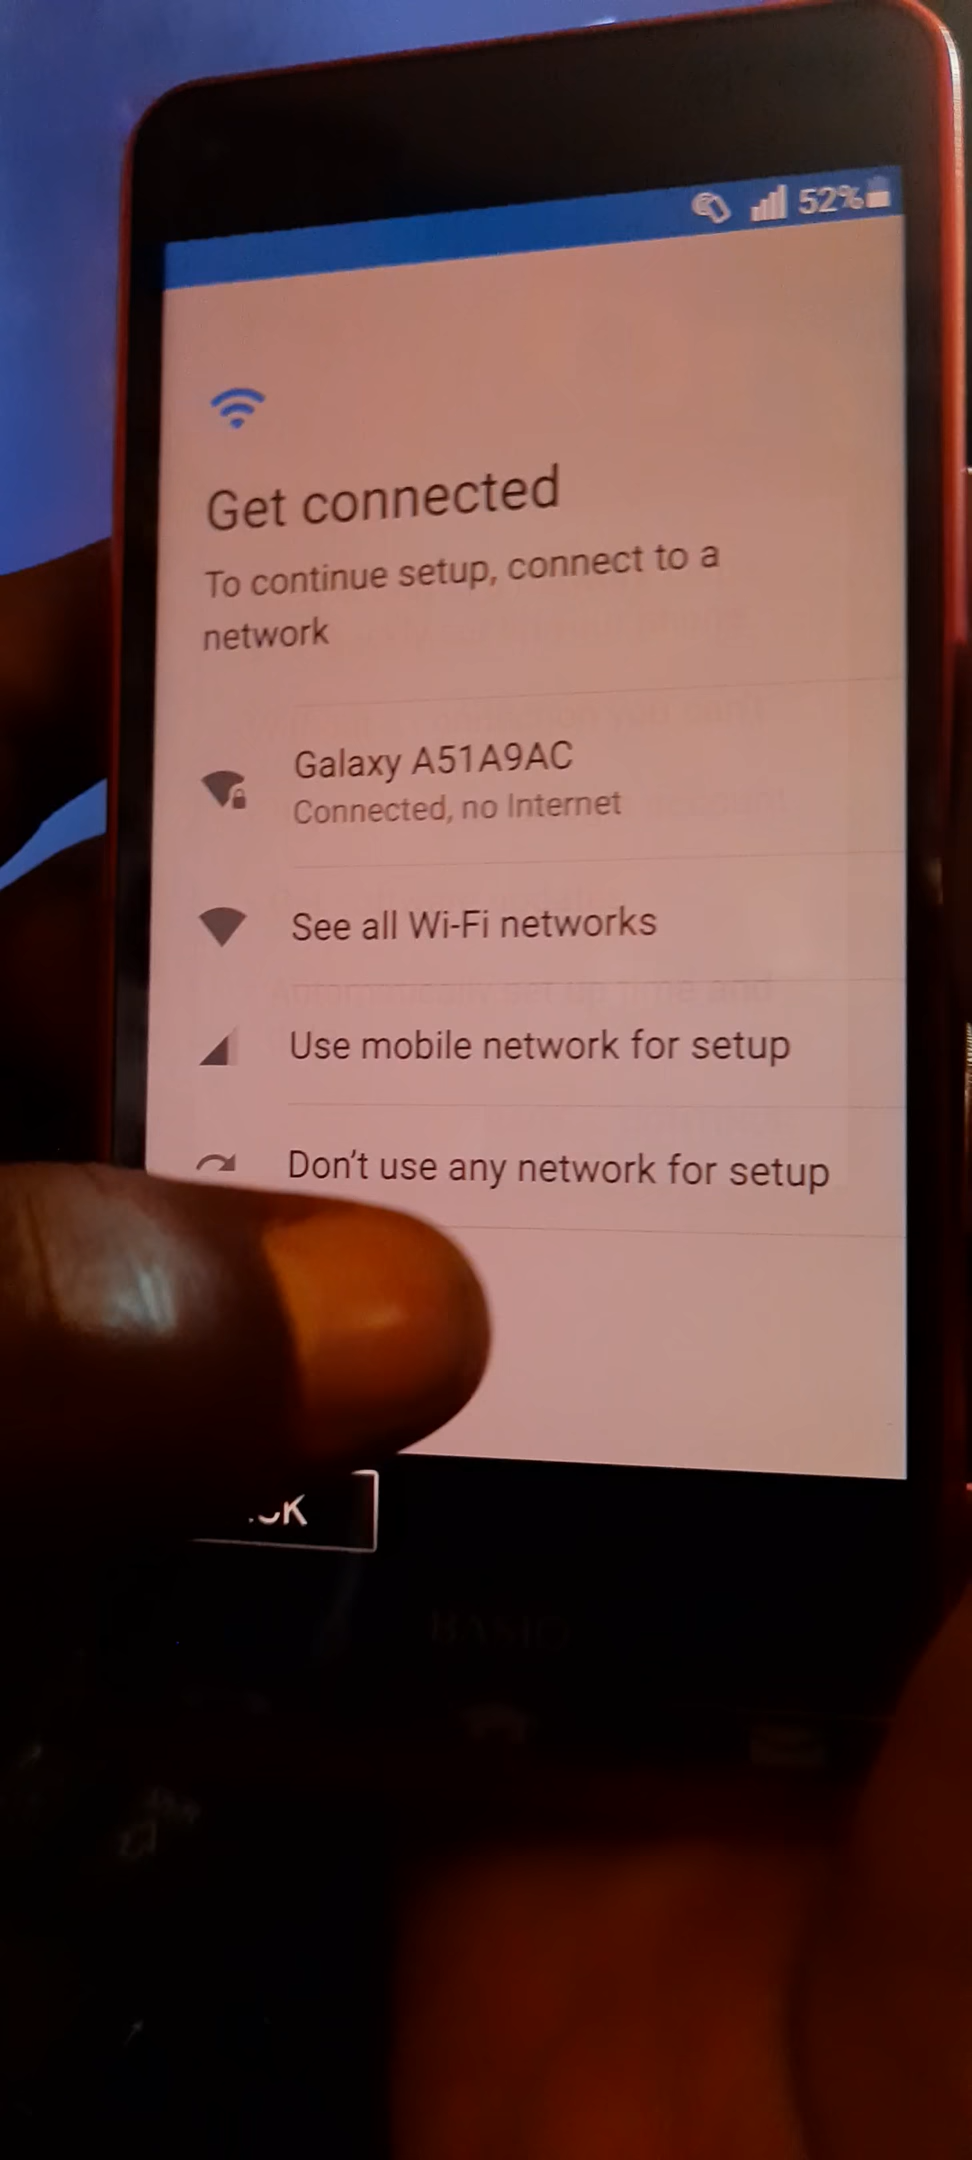 52%
Get connected
To continue setup, connect to a
network
Galaxy A51A9AC
Connected, no Internet
See all Wi-Fi networks
Use mobile network for setup
Don't use any network for setup
BASIO